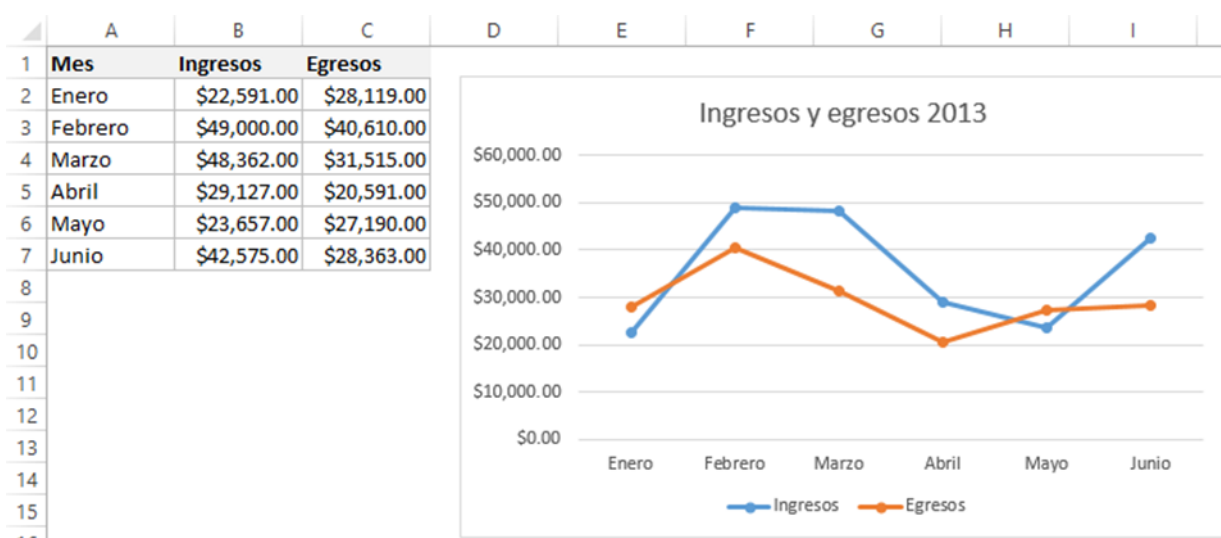 A B C D E F G H I
1 Mes Ingresos Egresos
2 Enero $22,591.00 $28,119.00
3 Febrero $49,000.00 $40,610.00
4 Marzo $48,362.00 $31,515.00
5 Abril $29,127.00 $20,591.00
6 Mayo $23,657.00 $27,190.00
7 Junio $42,575.00 $28,363.00
8
9
10
11
12
13
14
15
Ingresos y egresos 2013
$60,000.00
$50,000.00
$40,000.00
$30,000.00
$20,000.00
$10,000.00
$0.00
Enero Febrero Marzo Abril Mayo Junio
Ingresos Egresos